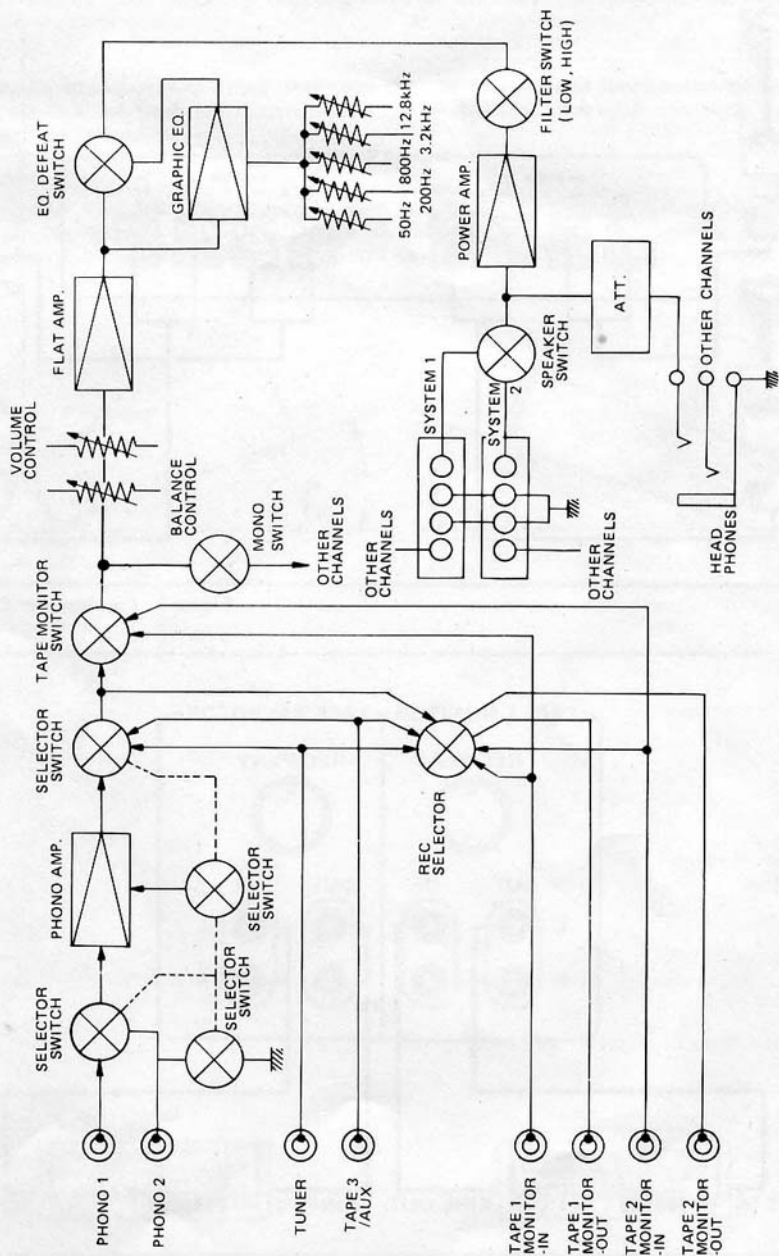 PHONO 1
PHONO 2
TUNER
TAPE 3
/AUX
TAPE 1
MONITOR
-IN
TAPE 1
MONITOR
-OUT
TAPE 2
MONITOR
-IN
TAPE 2
MONITOR
-OUT
SELECTOR
SWITCH
SELECTOR
SWITCH
PHONO AMP.
SELECTOR
SWITCH
SELECTOR
SWITCH
REC
SELECTOR
TAPE MONITOR
SWITCH
MONO
SWITCH
OTHER
CHANNELS
BALANCE
CONTROL
VOLUME
CONTROL
FLAT AMP.
EQ. DEFEAT
SWITCH
GRAPHIC EQ.
50Hz
200Hz
800Hz
3.2kHz
12.8kHz
FILTER SWITCH
(LOW, HIGH)
POWER AMP.
SPEAKER
SWITCH
SYSTEM 1
SYSTEM
2
OTHER
CHANNELS
OTHER
CHANNELS
ATT.
OTHER CHANNELS
HEAD
PHONES